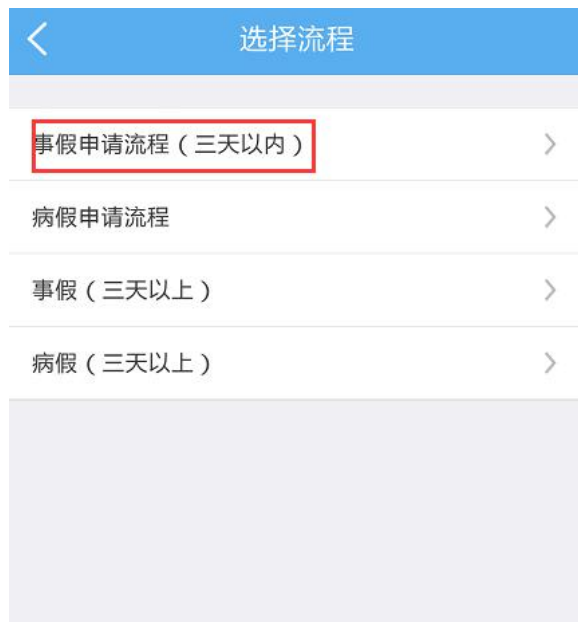 选择流程
事假申请流程（三天以内）
病假申请流程
事假（三天以上）
病假（三天以上）